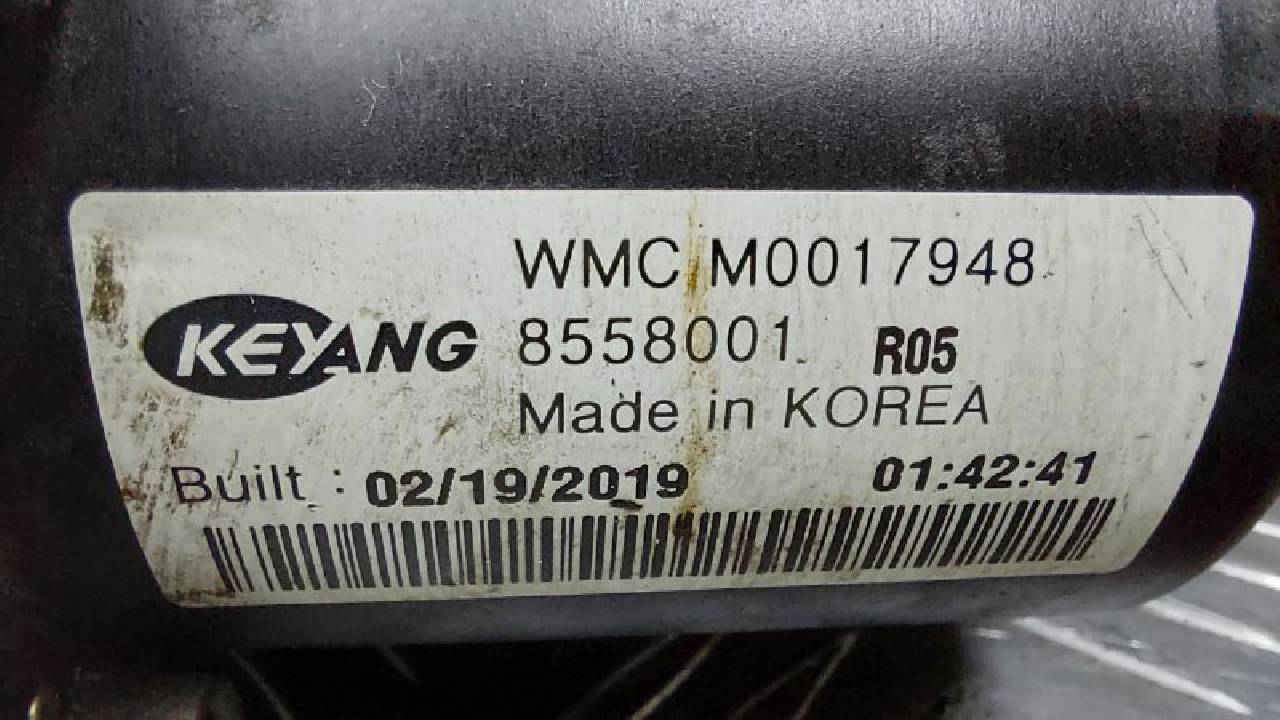 WMC M0017948
KEYANG 8558001 R05
Made in KOREA
Built : 02/19/2019 01:42:41